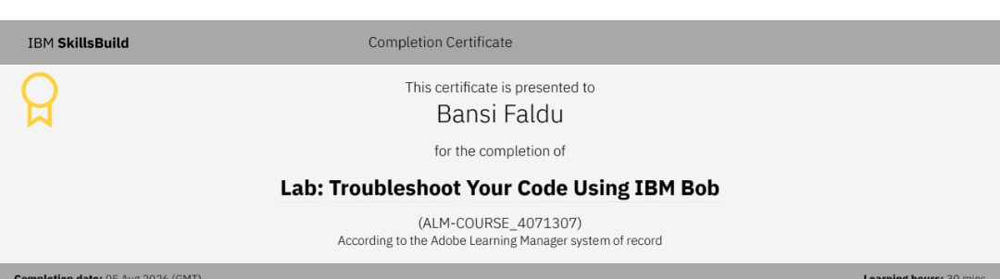 IBM SkillsBuild
Completion Certificate
This certificate is presented to
Bansi Faldu
for the completion of
Lab: Troubleshoot Your Code Using IBM Bob
(ALM-COURSE_4071307)
According to the Adobe Learning Manager system of record
Completion date: 05 Aug 2026 (GMT)
Learning hours: 30 mins